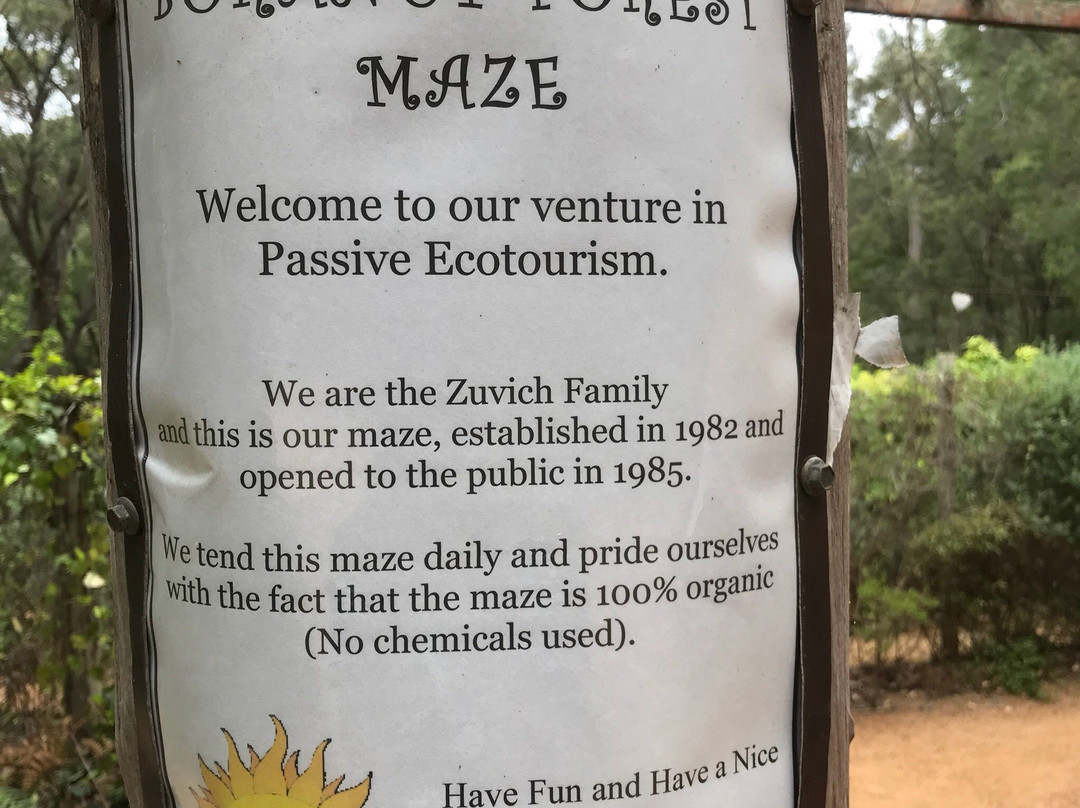 FOREST
MAZE
Welcome to our venture in
Passive Ecotourism.
We are the Zuvich Family
and this is our maze, established in 1982 and
opened to the public in 1985.
We tend this maze daily and pride ourselves
with the fact that the maze is 100% organic
(No chemicals used).
Have Fun and Have a Nice